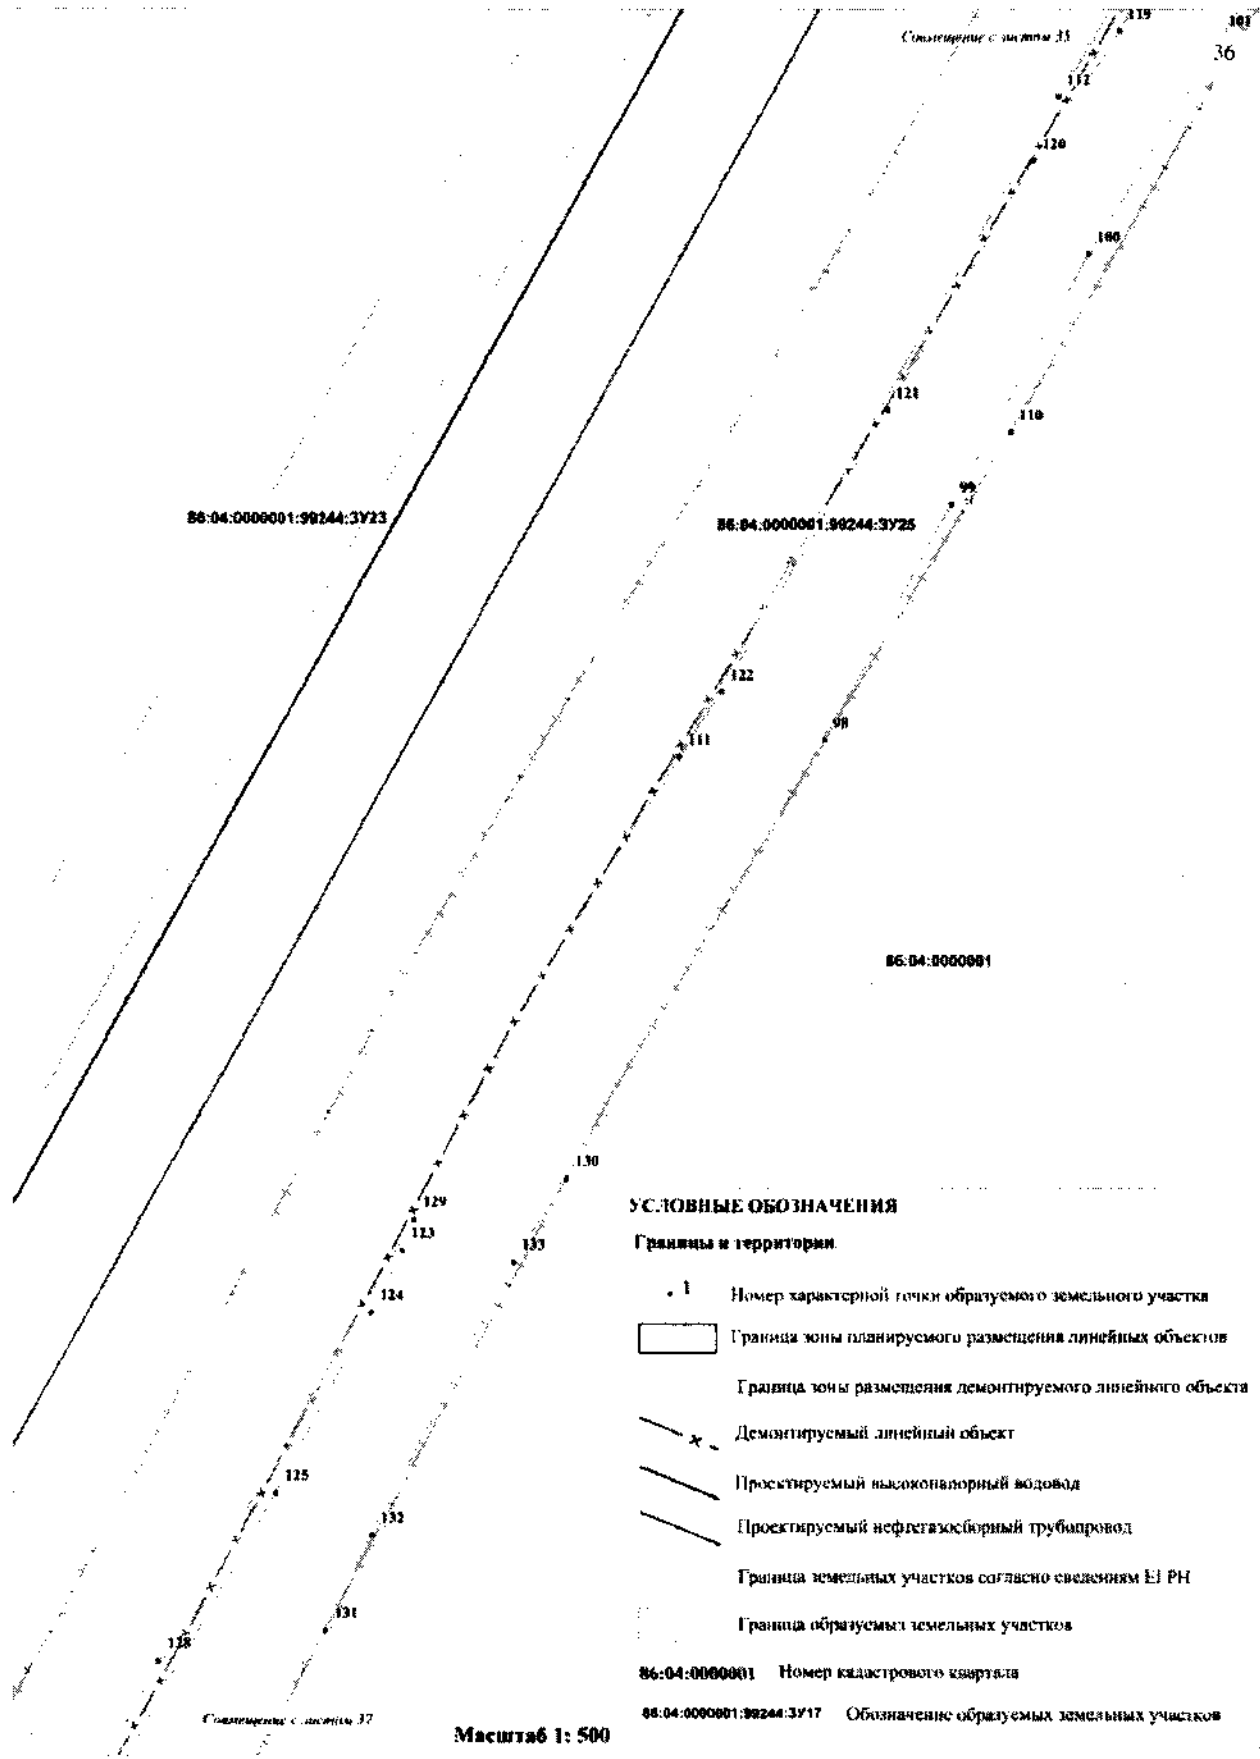 119
101
Совмещение с листом 35
36
112
120
100
121
110
99
86:04:0000001:99244:ЗУ23
86:04:0000001:99244:ЗУ25
122
111
98
86:04:0000001
130
129
123
133
124
125
132
131
128
УСЛОВНЫЕ ОБОЗНАЧЕНИЯ
Границы и территории
1 Номер характерной точки образуемого земельного участка
Граница зоны планируемого размещения линейных объектов
Граница зоны размещения демонтируемого линейного объекта
Демонтируемый линейный объект
Проектируемый высоконапорный водовод
Проектируемый нефтегазосборный трубопровод
Граница земельных участков согласно сведениям ЕГРН
Граница образуемых земельных участков
86:04:0000001 Номер кадастрового квартала
86:04:0000001:99244:ЗУ17 Обозначение образуемых земельных участков
Совмещение с листом 37
Масштаб 1: 500